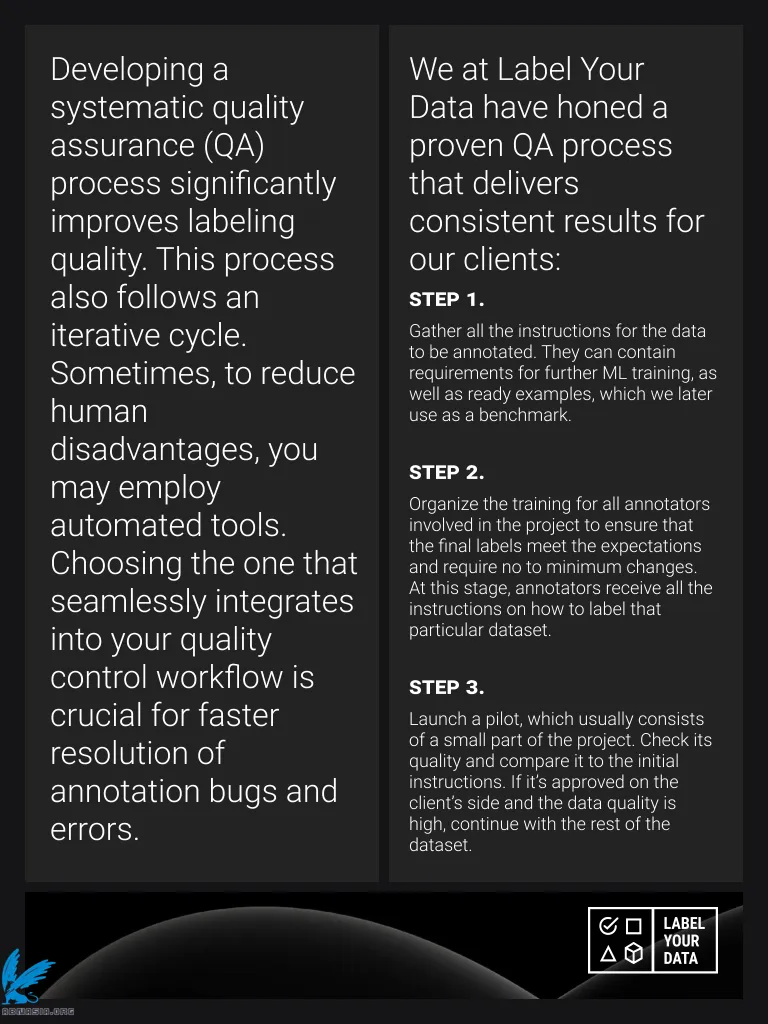 Developing a
systematic quality
assurance (QA)
process significantly
improves labeling
quality. This process
also follows an
iterative cycle.
Sometimes, to reduce
human
disadvantages, you
may employ
automated tools.
Choosing the one that
seamlessly integrates
into your quality
control workflow is
crucial for faster
resolution of
annotation bugs and
errors.
We at Label Your
Data have honed a
proven QA process
that delivers
consistent results for
our clients:
STEP 1.
Gather all the instructions for the data
to be annotated. They can contain
requirements for further ML training, as
well as ready examples, which we later
use as a benchmark.
STEP 2.
Organize the training for all annotators
involved in the project to ensure that
the final labels meet the expectations
and require no to minimum changes.
At this stage, annotators receive all the
instructions on how to label that
particular dataset.
STEP 3.
Launch a pilot, which usually consists
of a small part of the project. Check its
quality and compare it to the initial
instructions. If it’s approved on the
client’s side and the data quality is
high, continue with the rest of the
dataset.
LABEL
YOUR
DATA